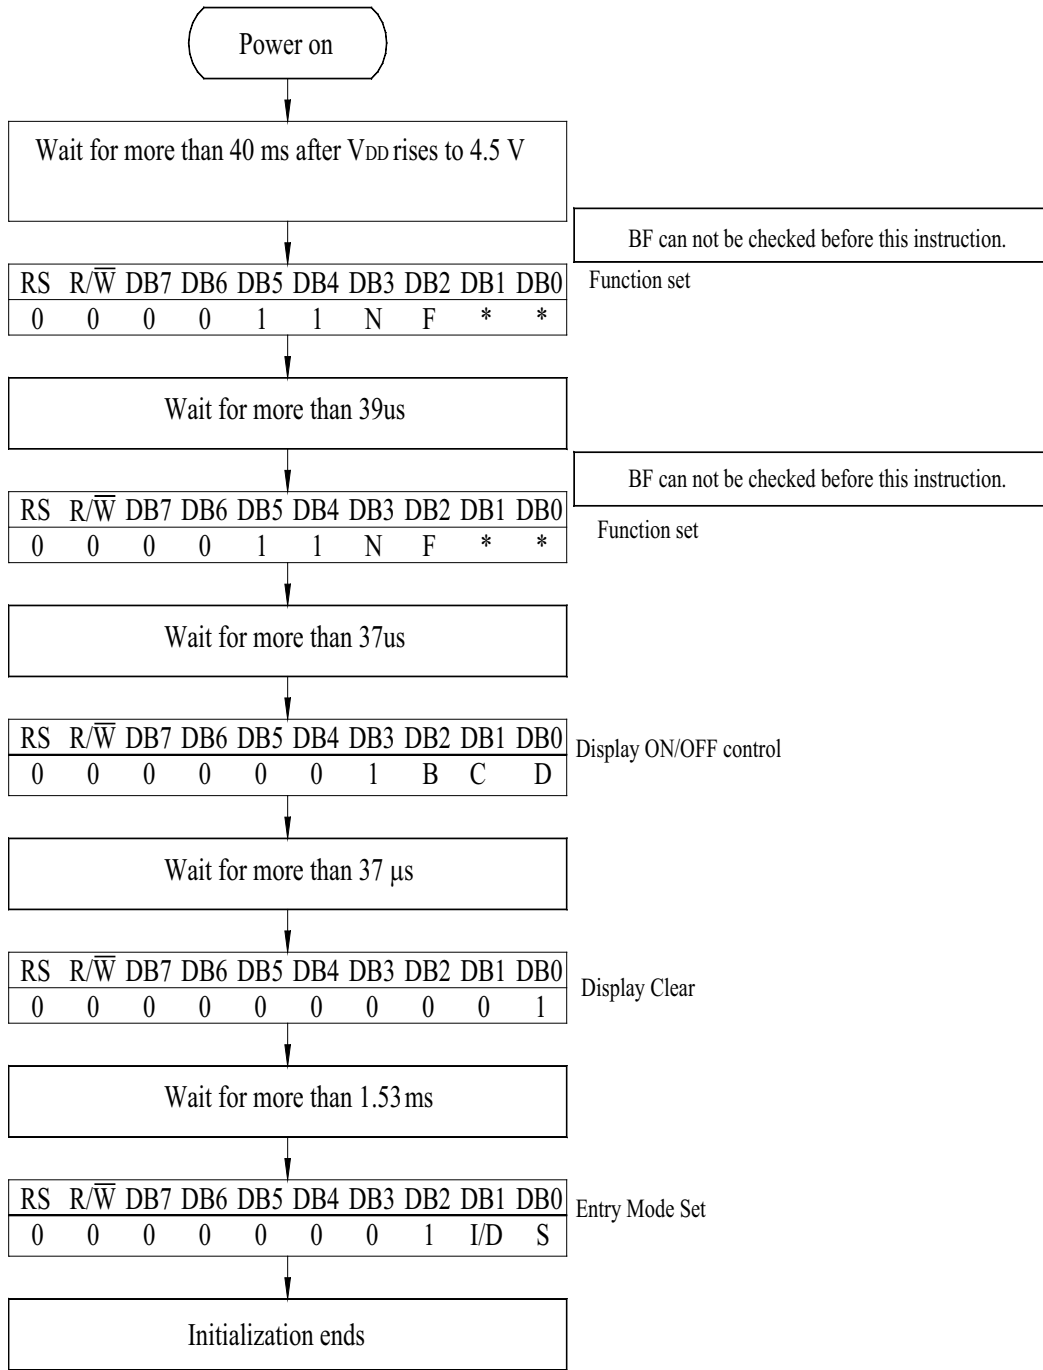 Power on
Wait for more than 40 ms after VDD rises to 4.5 V
BF can not be checked before this instruction.
RS R/W̅ DB7 DB6 DB5 DB4 DB3 DB2 DB1 DB0
Function set
0 0 0 0 1 1 N F * *
Wait for more than 39us
BF can not be checked before this instruction.
RS R/W̅ DB7 DB6 DB5 DB4 DB3 DB2 DB1 DB0
Function set
0 0 0 0 1 1 N F * *
Wait for more than 37us
RS R/W̅ DB7 DB6 DB5 DB4 DB3 DB2 DB1 DB0
Display ON/OFF control
0 0 0 0 0 0 1 B C D
Wait for more than 37 μs
RS R/W̅ DB7 DB6 DB5 DB4 DB3 DB2 DB1 DB0
Display Clear
0 0 0 0 0 0 0 0 0 1
Wait for more than 1.53ms
RS R/W̅ DB7 DB6 DB5 DB4 DB3 DB2 DB1 DB0
Entry Mode Set
0 0 0 0 0 0 0 1 I/D S
Initialization ends